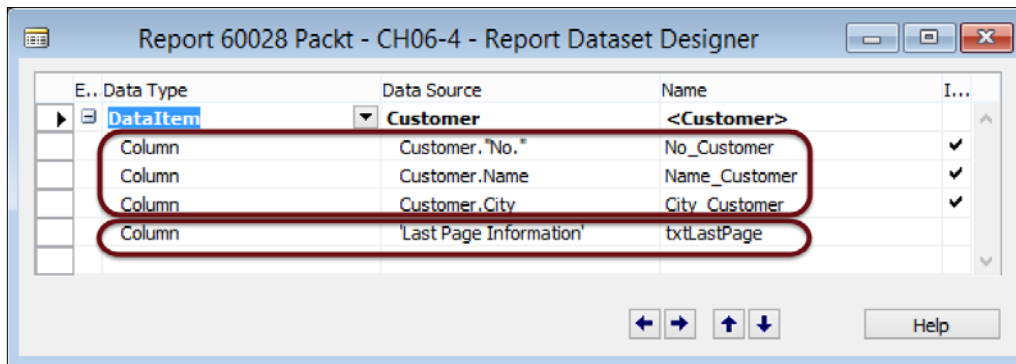 Report 60028 Packt - CH06-4 - Report Dataset Designer
E.. Data Type Data Source Name I...
DataItem Customer <Customer>
Column Customer."No." No_Customer
Column Customer.Name Name_Customer
Column Customer.City City_Customer
Column 'Last Page Information' txtLastPage
Help